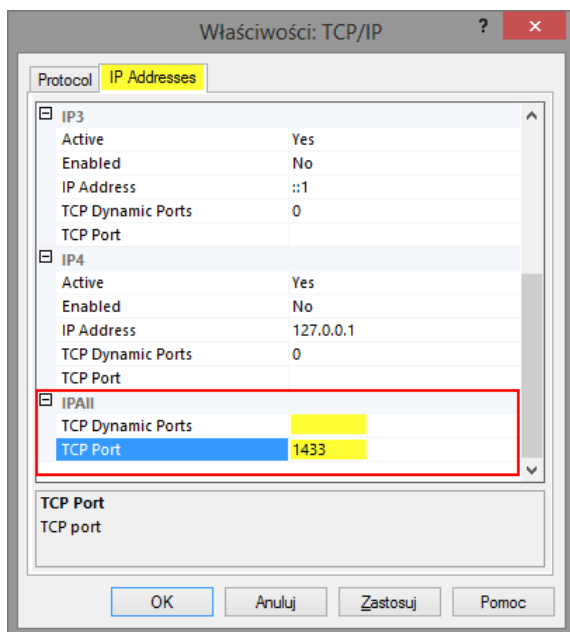 Właściwości: TCP/IP ? ×
Protocol IP Addresses
IP3
Active Yes
Enabled No
IP Address ::1
TCP Dynamic Ports 0
TCP Port
IP4
Active Yes
Enabled No
IP Address 127.0.0.1
TCP Dynamic Ports 0
TCP Port
IPAll
TCP Dynamic Ports
TCP Port 1433
TCP Port
TCP port
OK Anuluj Zastosuj Pomoc